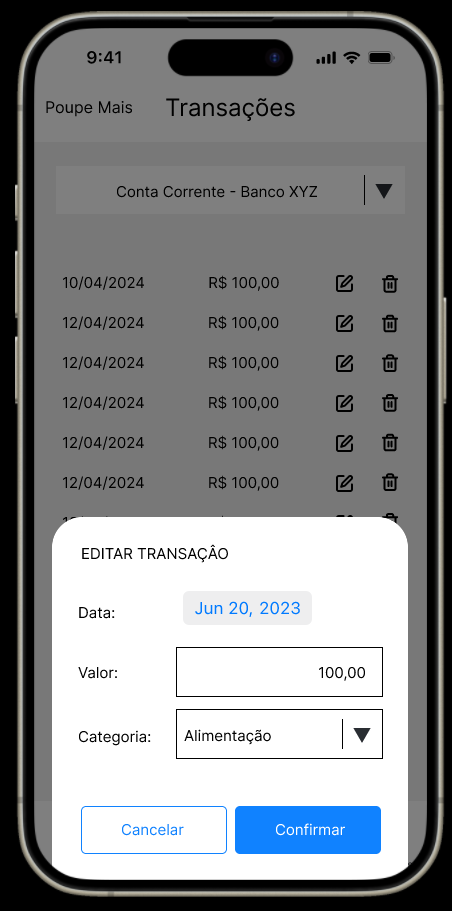 9:41
Poupe Mais Transações
Conta Corrente - Banco XYZ
10/04/2024 R$ 100,00
12/04/2024 R$ 100,00
12/04/2024 R$ 100,00
12/04/2024 R$ 100,00
12/04/2024 R$ 100,00
12/04/2024 R$ 100,00
EDITAR TRANSAÇÂO
Data: Jun 20, 2023
Valor: 100,00
Categoria: Alimentação
Cancelar Confirmar